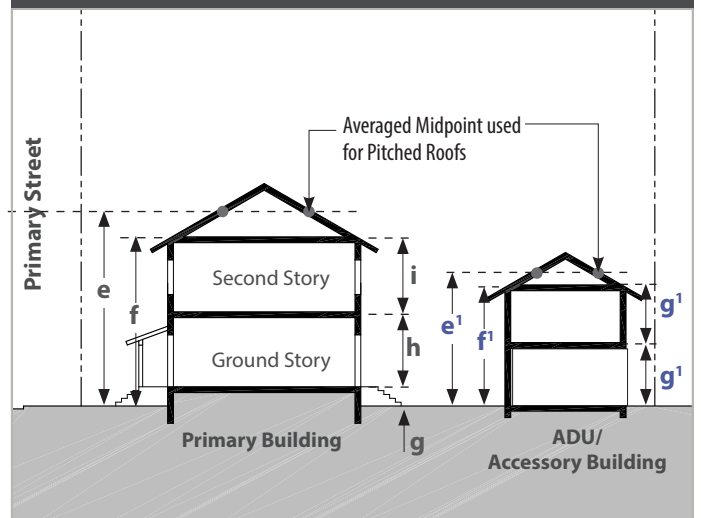 Primary Street
Averaged Midpoint used
for Pitched Roofs
e
f
Second Story
i
Ground Story
h
g
Primary Building
e¹
f¹
g¹
g¹
ADU/
Accessory Building